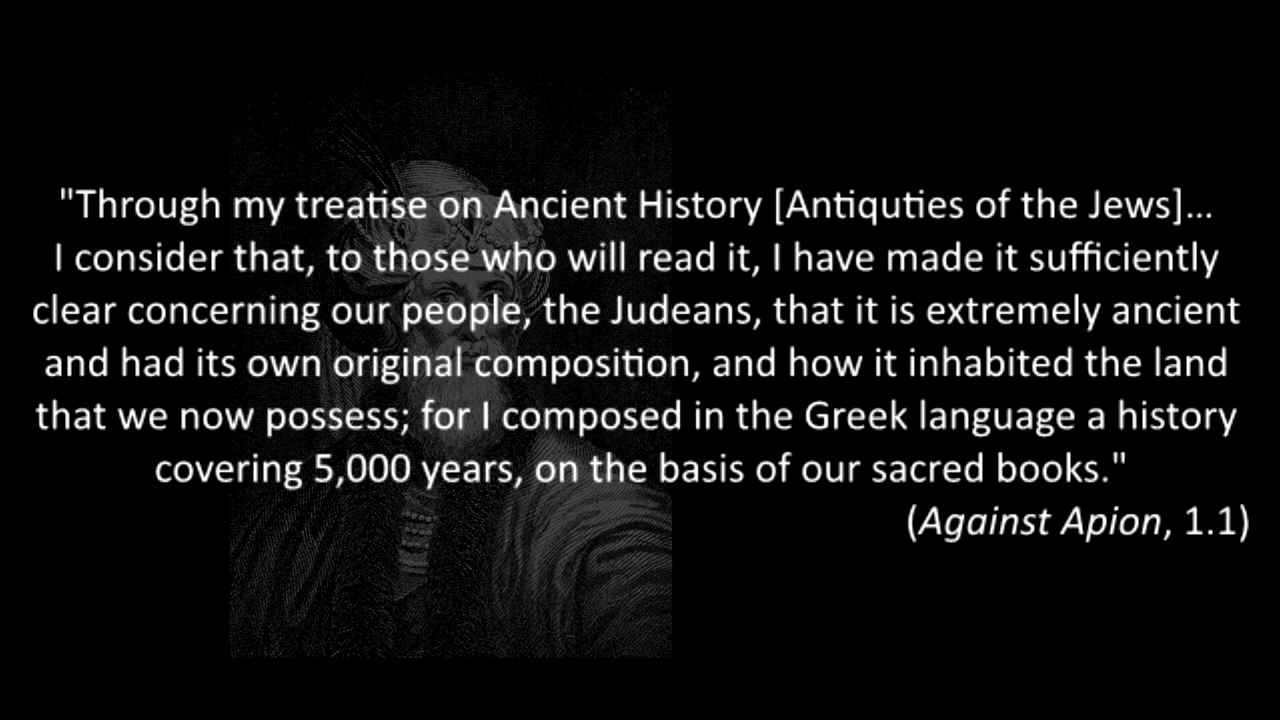 "Through my treatise on Ancient History [Antiquties of the Jews]...
I consider that, to those who will read it, I have made it sufficiently
clear concerning our people, the Judeans, that it is extremely ancient
and had its own original composition, and how it inhabited the land
that we now possess; for I composed in the Greek language a history
covering 5,000 years, on the basis of our sacred books."
(Against Apion, 1.1)